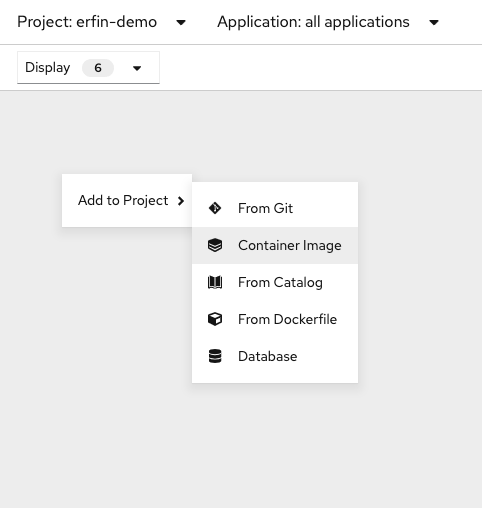 Project: erfin-demo Application: all applications
Display 6
Add to Project
From Git
Container Image
From Catalog
From Dockerfile
Database